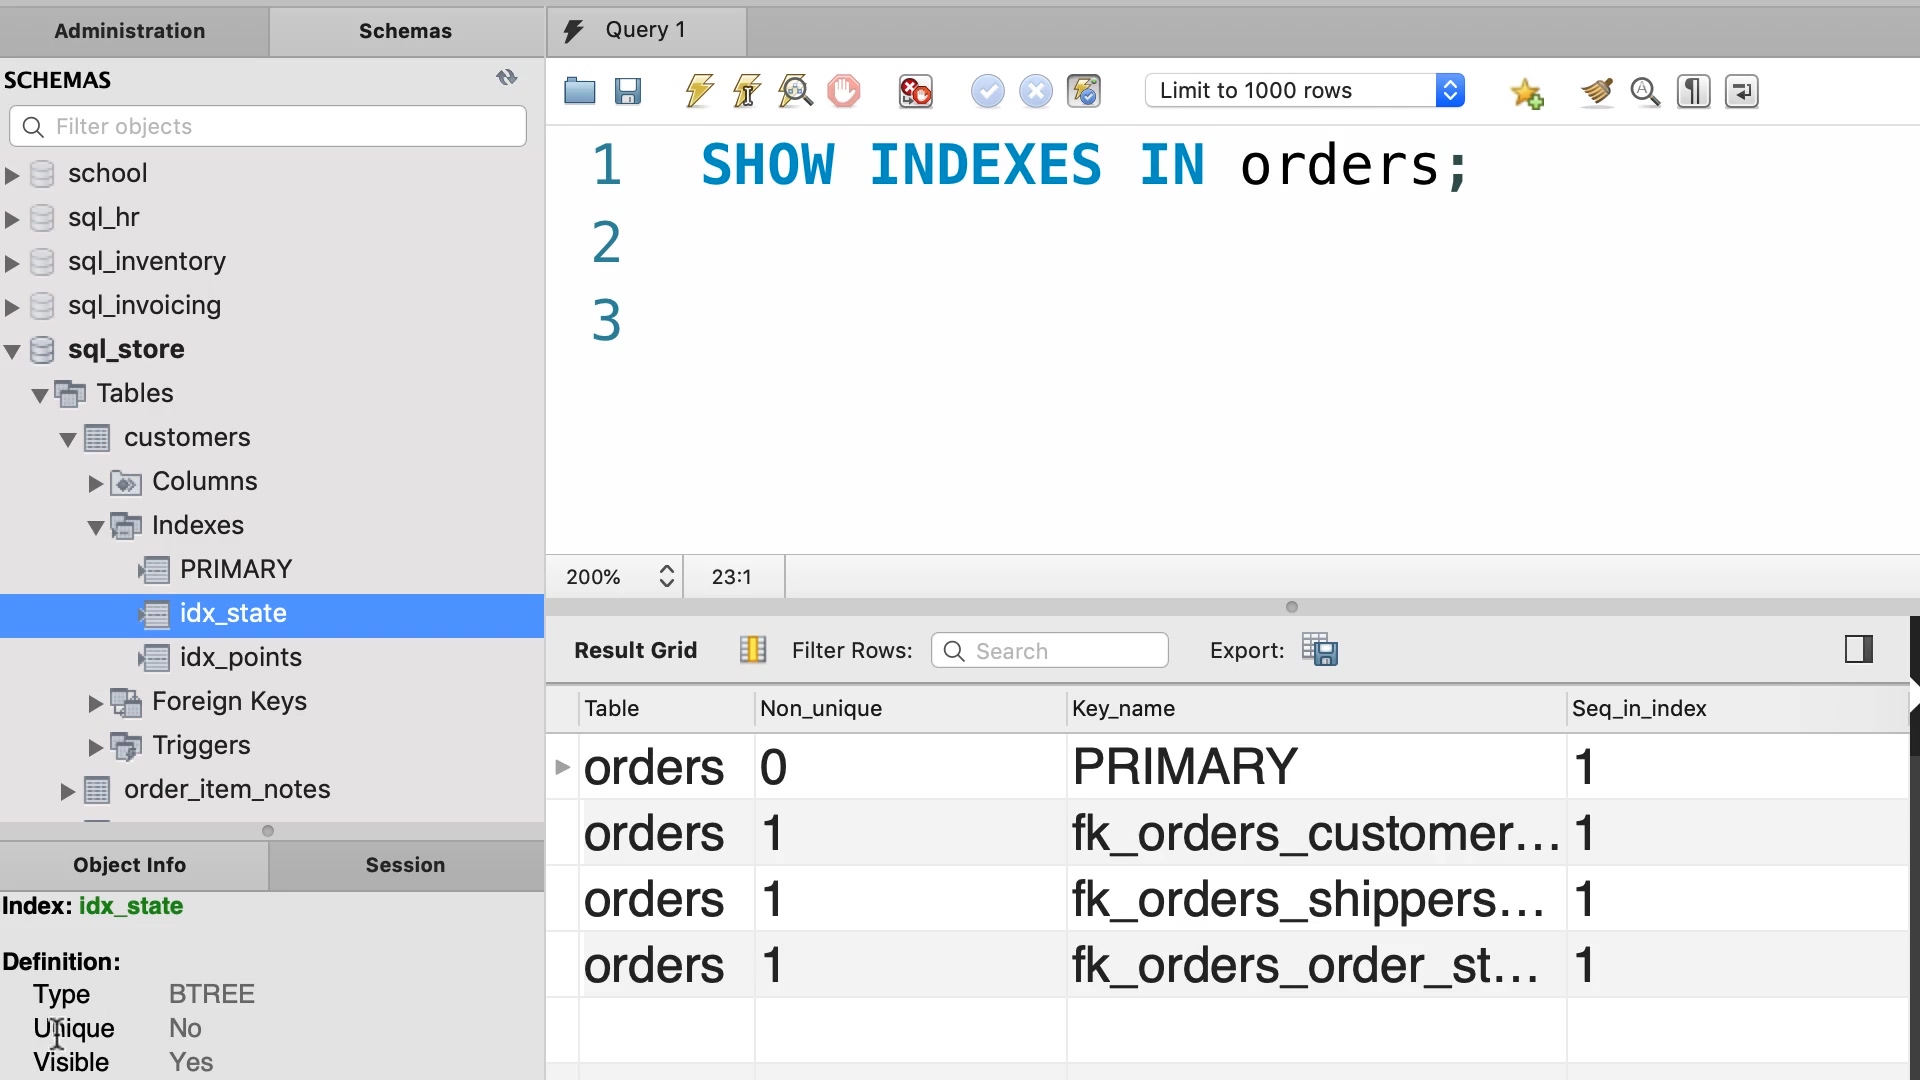 Administration
Schemas
Query 1
SCHEMAS
Filter objects
school
sql_hr
sql_inventory
sql_invoicing
sql_store
Tables
customers
Columns
Indexes
PRIMARY
idx_state
idx_points
Foreign Keys
Triggers
order_item_notes
Object Info
Session
Index: idx_state
Definition:
Type BTREE
Unique No
Visible Yes
Limit to 1000 rows
1 SHOW INDEXES IN orders;
2
3
200% 23:1
Result Grid Filter Rows: Search Export:
Table Non_unique Key_name Seq_in_index
orders 0 PRIMARY 1
orders 1 fk_orders_customer... 1
orders 1 fk_orders_shippers... 1
orders 1 fk_orders_order_st... 1